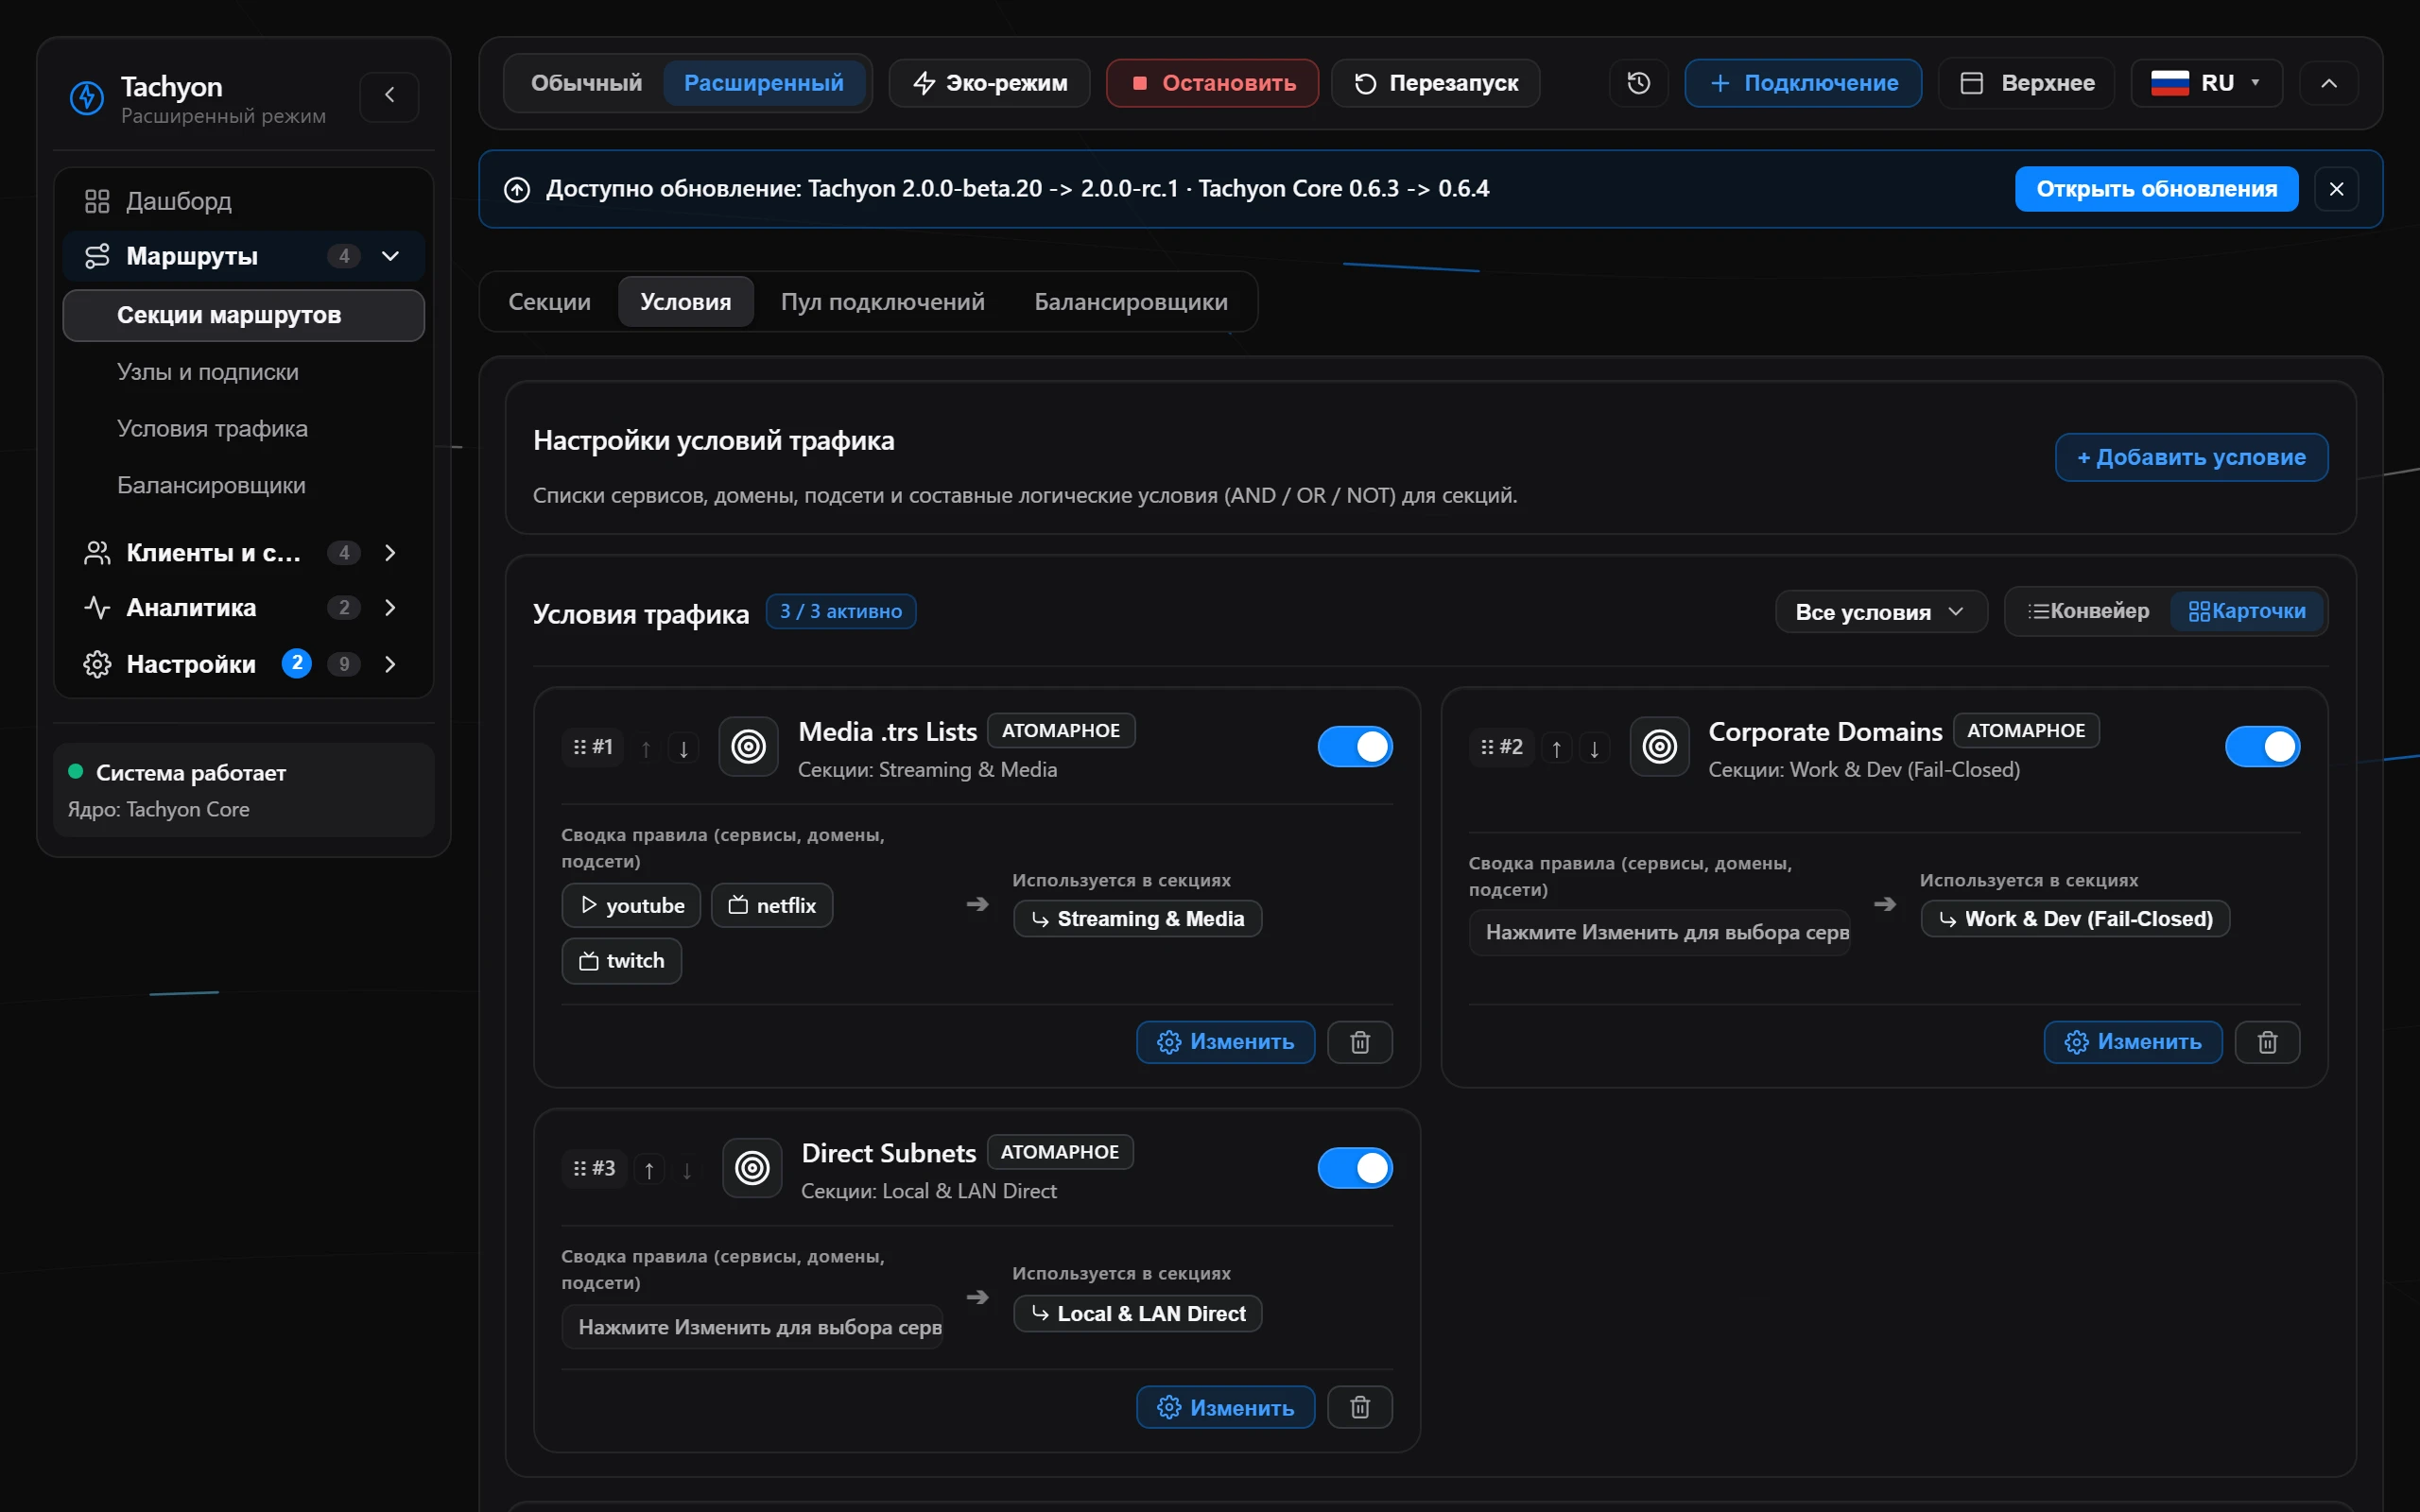 Tachyon
Расширенный режим
Дашборд
Маршруты 4
Секции маршрутов
Узлы и подписки
Условия трафика
Балансировщики
Клиенты и с... 4
Аналитика 2
Настройки 2 9
Система работает
Ядро: Tachyon Core
Обычный Расширенный Эко-режим Остановить Перезапуск + Подключение Верхнее RU
Доступно обновление: Tachyon 2.0.0-beta.20 -> 2.0.0-rc.1 · Tachyon Core 0.6.3 -> 0.6.4 Открыть обновления
Секции Условия Пул подключений Балансировщики
Настройки условий трафика
+ Добавить условие
Списки сервисов, домены, подсети и составные логические условия (AND / OR / NOT) для секций.
Условия трафика 3 / 3 активно Все условия Конвейер Карточки
#1 ↑ ↓ Media .trs Lists АТОМАРНОЕ
Секции: Streaming & Media
Сводка правила (сервисы, домены,
подсети)
youtube netflix
twitch
Используется в секциях
Streaming & Media
Изменить
#2 ↑ ↓ Corporate Domains АТОМАРНОЕ
Секции: Work & Dev (Fail-Closed)
Сводка правила (сервисы, домены,
подсети)
Нажмите Изменить для выбора серв
Используется в секциях
Work & Dev (Fail-Closed)
Изменить
#3 ↑ ↓ Direct Subnets АТОМАРНОЕ
Секции: Local & LAN Direct
Сводка правила (сервисы, домены,
подсети)
Нажмите Изменить для выбора серв
Используется в секциях
Local & LAN Direct
Изменить